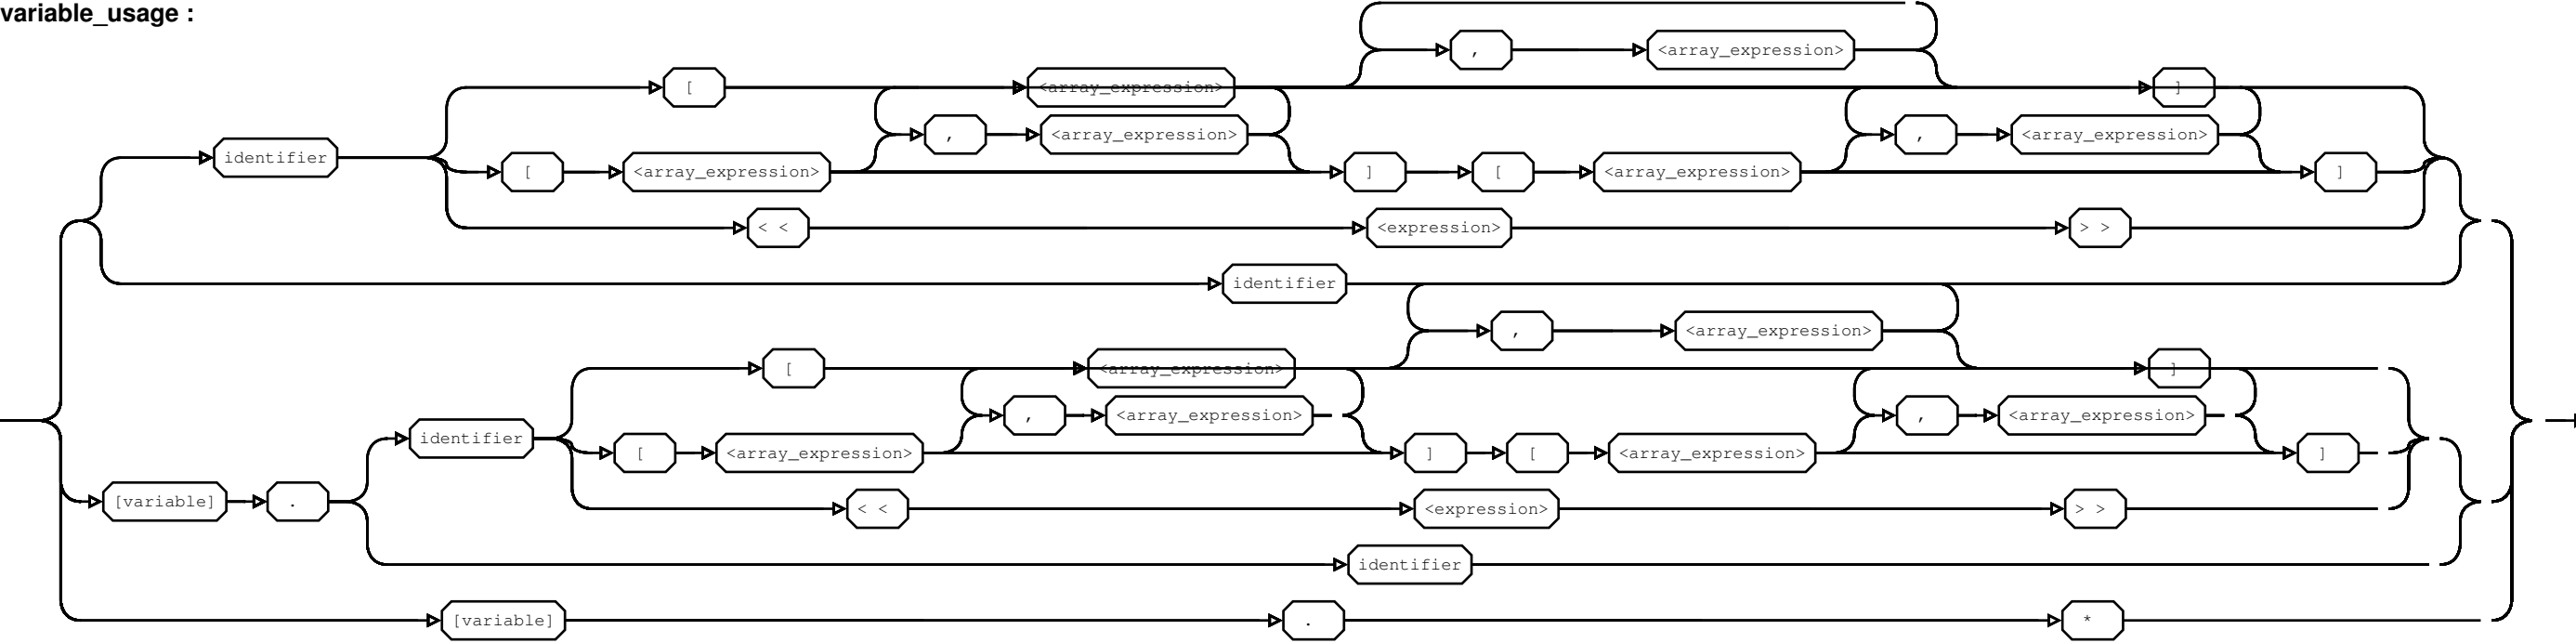 variable_usage :
, <array_expression>
[ <array_expression> ]
, <array_expression> , <array_expression>
identifier
[ <array_expression> ] [ <array_expression> ]
< < <expression> > >
identifier
, <array_expression>
[ <array_expression> ]
, <array_expression> , <array_expression>
identifier
[ <array_expression> ] [ <array_expression> ]
[variable] .
< < <expression> > >
identifier
[variable] . *